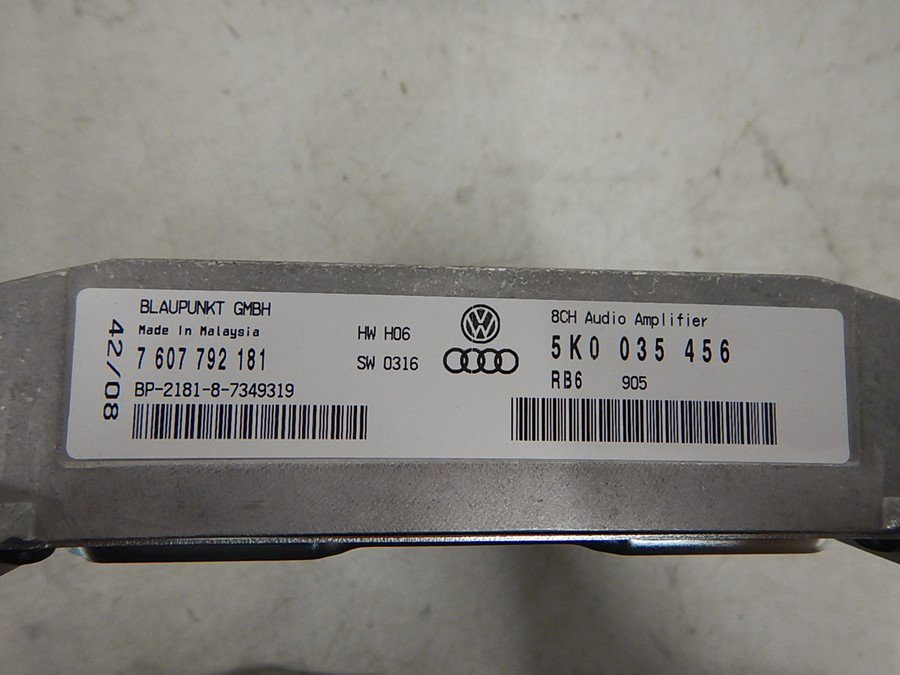 42/08
BLAUPUNKT GMBH
Made In Malaysia
7 607 792 181
BP-2181-8-7349319
HW H06
SW 0316
8CH Audio Amplifier
5K0 035 456
RB6 905